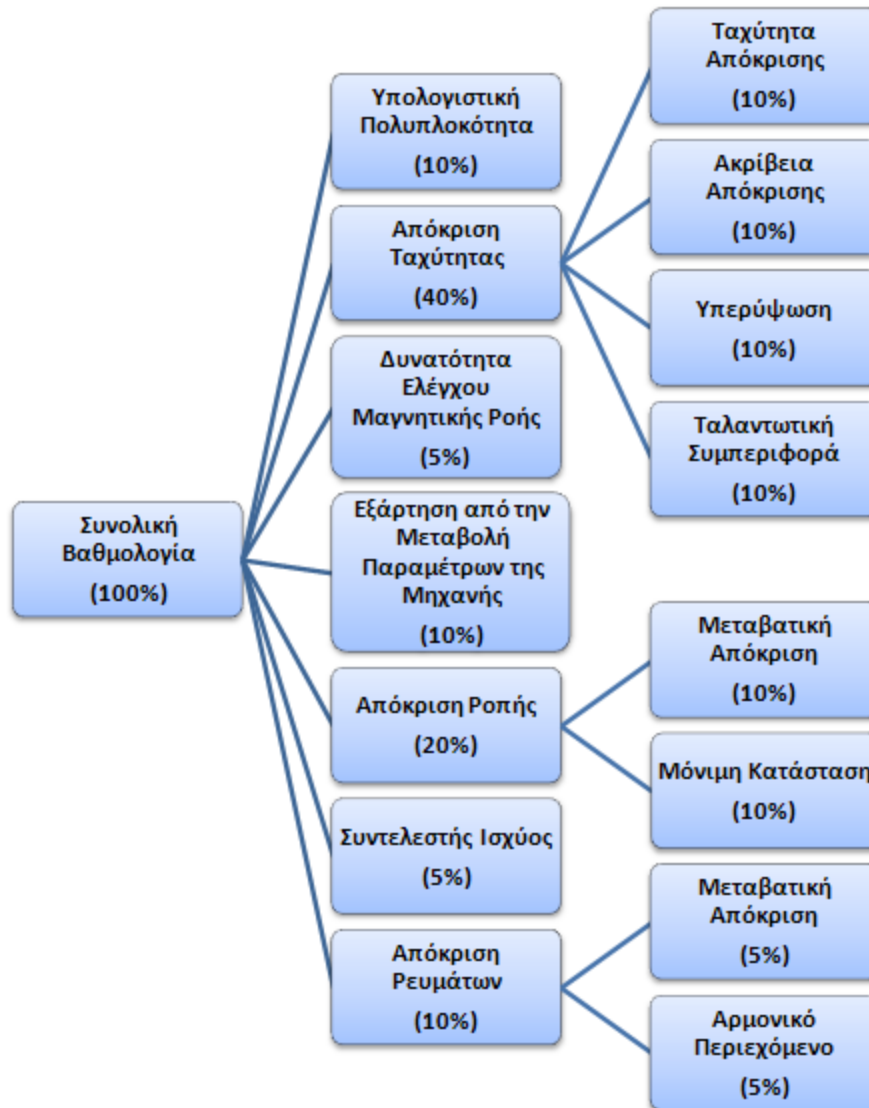 Συνολική
Βαθμολογία
(100%)
Υπολογιστική
Πολυπλοκότητα
(10%)
Απόκριση
Ταχύτητας
(40%)
Ταχύτητα
Απόκρισης
(10%)
Ακρίβεια
Απόκρισης
(10%)
Υπερύψωση
(10%)
Ταλαντωτική
Συμπεριφορά
(10%)
Δυνατότητα
Ελέγχου
Μαγνητικής Ροής
(5%)
Εξάρτηση από την
Μεταβολή
Παραμέτρων της
Μηχανής
(10%)
Απόκριση Ροπής
(20%)
Μεταβατική
Απόκριση
(10%)
Μόνιμη Κατάσταση
(10%)
Συντελεστής Ισχύος
(5%)
Απόκριση
Ρευμάτων
(10%)
Μεταβατική
Απόκριση
(5%)
Αρμονικό
Περιεχόμενο
(5%)